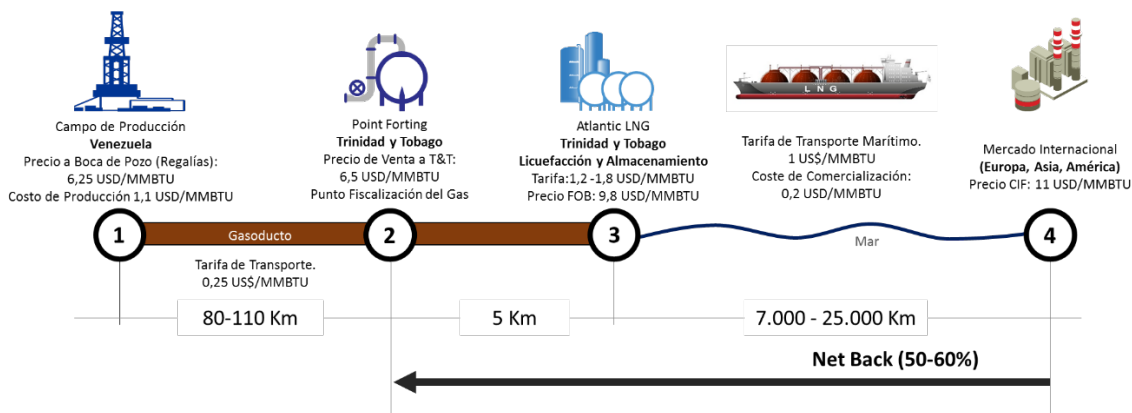 Campo de Producción
Venezuela
Precio a Boca de Pozo (Regalías):
6,25 USD/MMBTU
Costo de Producción 1,1 USD/MMBTU
Point Forting
Trinidad y Tobago
Precio de Venta a T&T:
6,5 USD/MMBTU
Punto Fiscalización del Gas
Atlantic LNG
Trinidad y Tobago
Licuefacción y Almacenamiento
Tarifa:1,2 -1,8 USD/MMBTU
Precio FOB: 9,8 USD/MMBTU
LNG
Tarifa de Transporte Marítimo.
1 US$/MMBTU
Coste de Comercialización:
0,2 USD/MMBTU
Mercado Internacional
(Europa, Asia, América)
Precio CIF: 11 USD/MMBTU
1
Gasoducto
2
3
Mar
4
Tarifa de Transporte.
0,25 US$/MMBTU
80-110 Km
5 Km
7.000 - 25.000 Km
Net Back (50-60%)